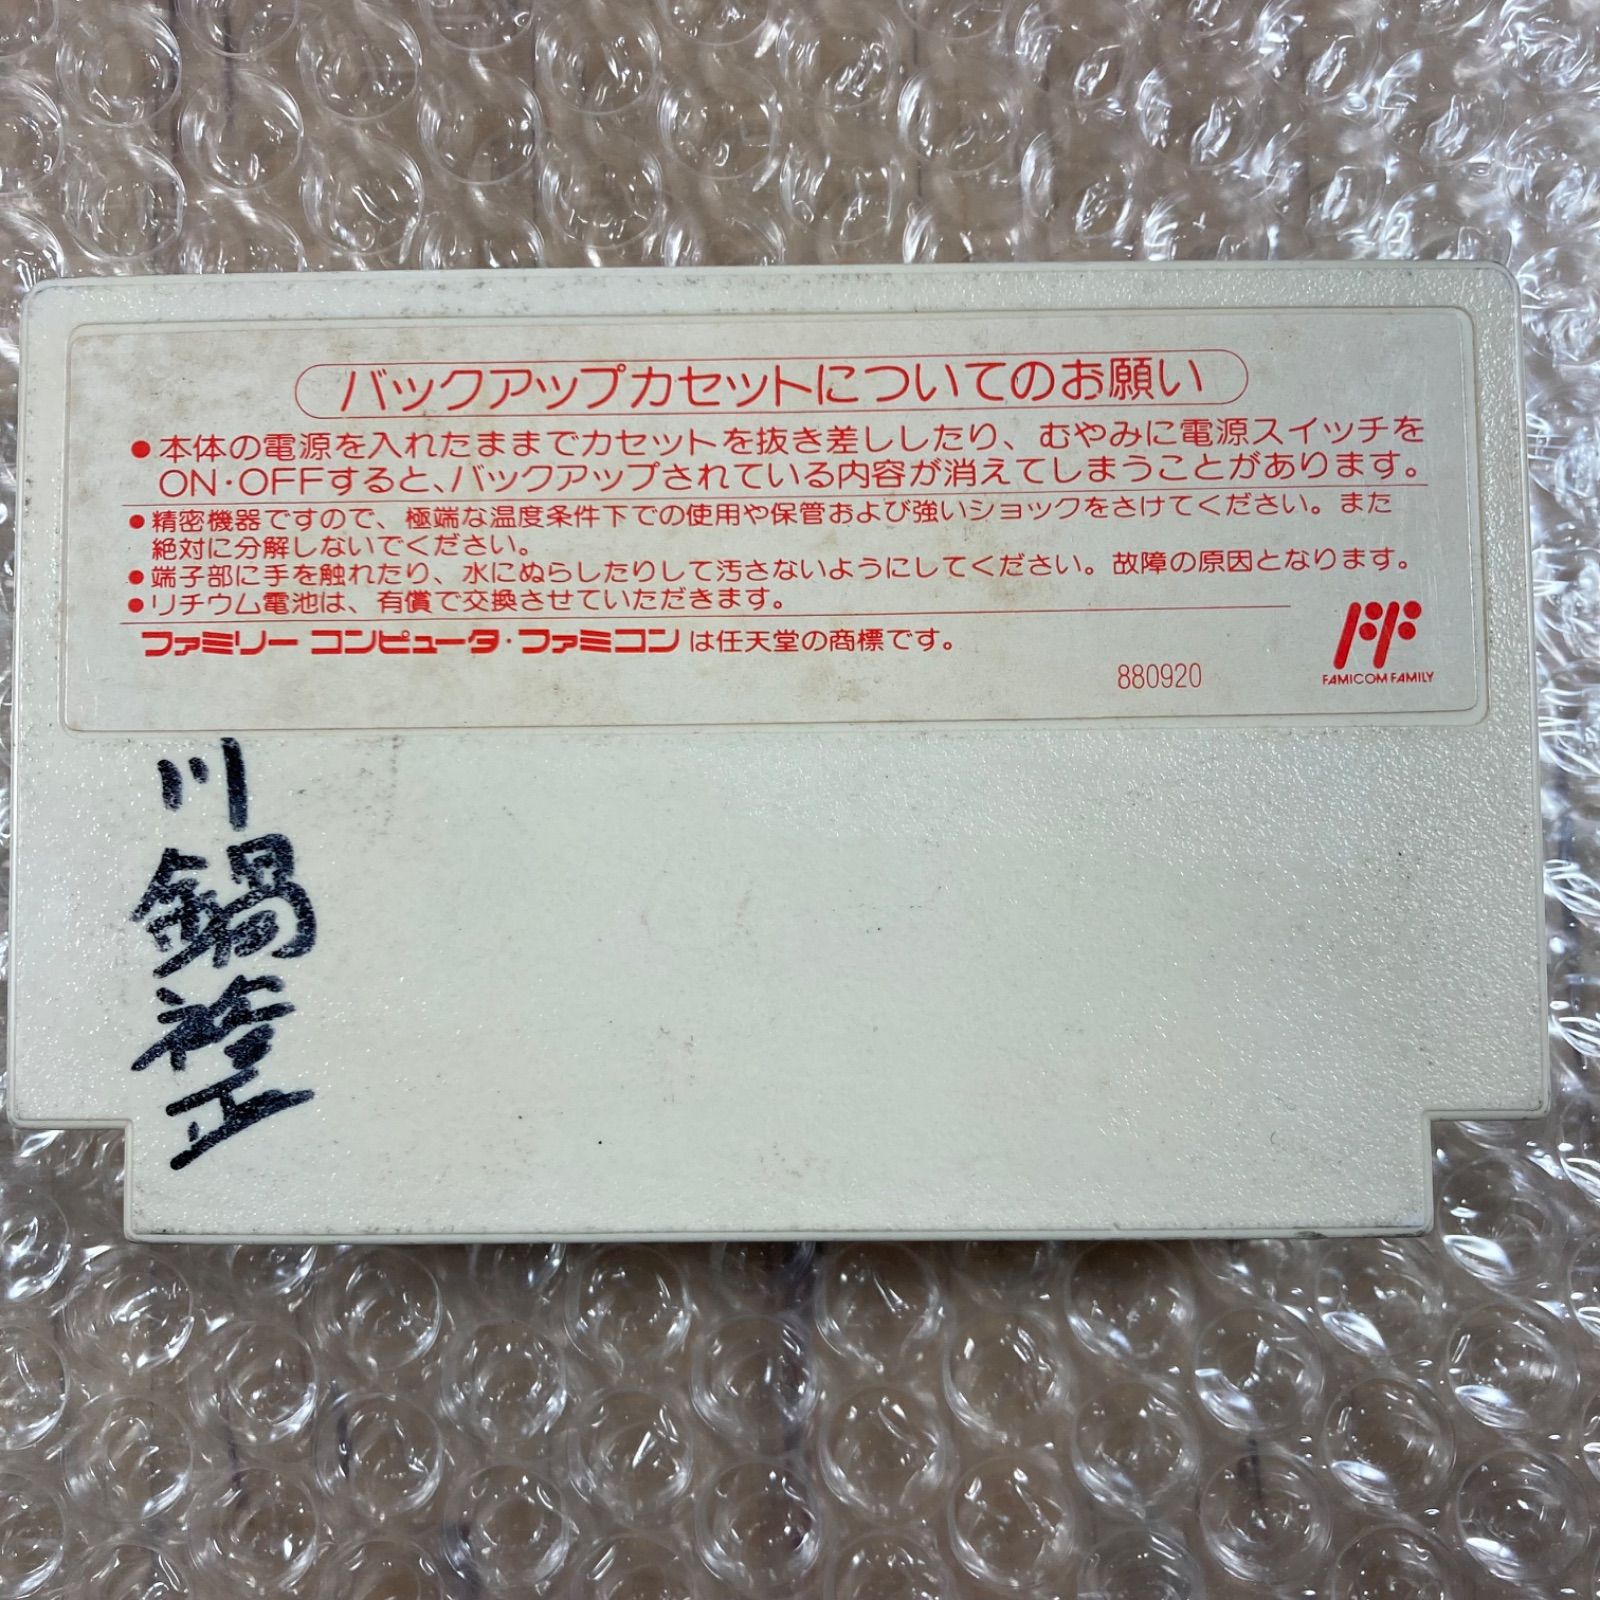 バックアップカセットについてのお願い
●本体の電源を入れたままでカセットを抜き差ししたり、むやみに電源スイッチを
ON・OFFすると、バックアップされている内容が消えてしまうことがあります。
●精密機器ですので、極端な温度条件下での使用や保管および強いショックをさけてください。また
絶対に分解しないでください。
●端子部に手を触れたり、水にぬらしたりして汚さないようにしてください。故障の原因となります。
●リチウム電池は、有償で交換させていただきます。
ファミリー コンピュータ・ファミコンは任天堂の商標です。
880920
FAMICOM FAMILY
川鍋
正